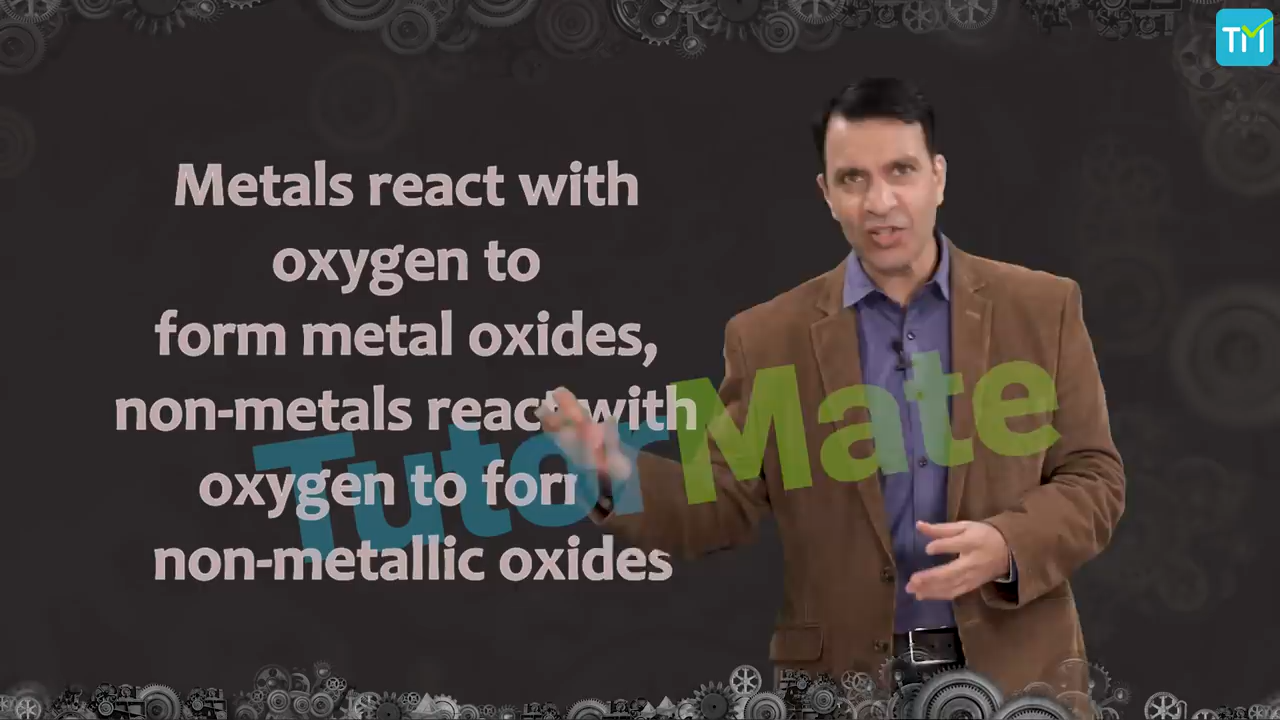 Metals react with
oxygen to
form metal oxides,
non-metals react with
oxygen to form
non-metallic oxides
TutorMate
TM